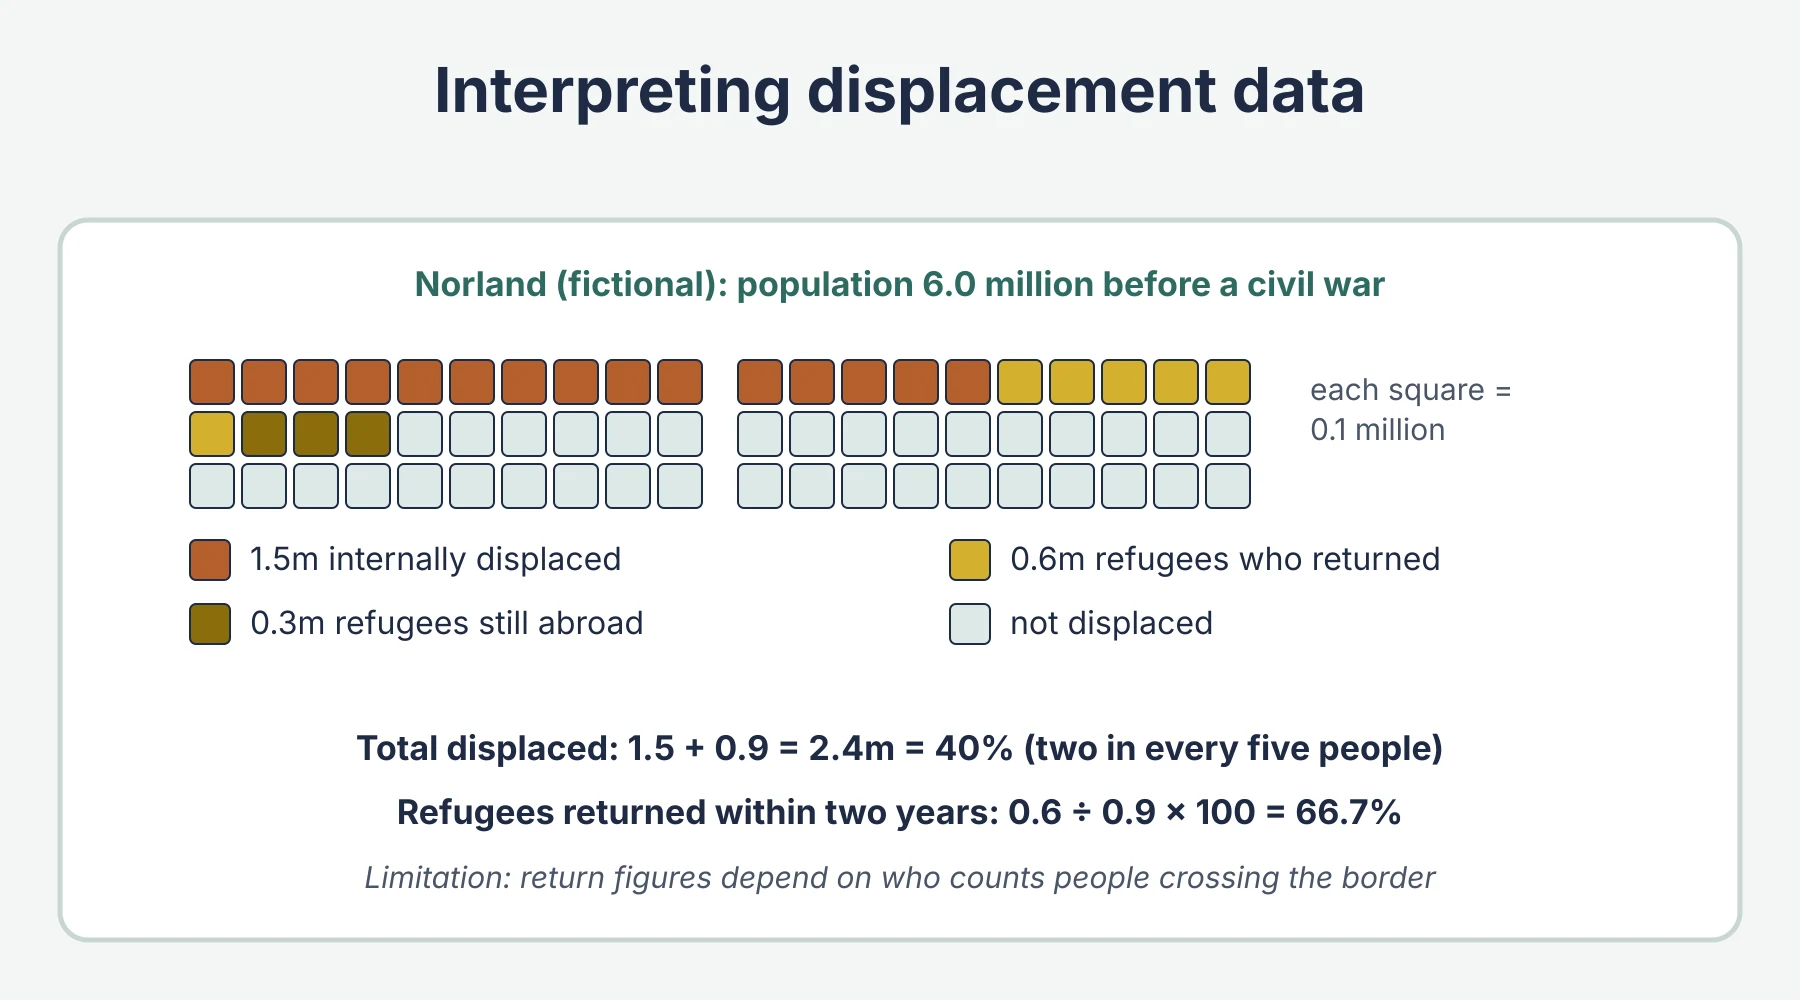 Interpreting displacement data
Norland (fictional): population 6.0 million before a civil war
each square =
0.1 million
1.5m internally displaced
0.6m refugees who returned
0.3m refugees still abroad
not displaced
Total displaced: 1.5 + 0.9 = 2.4m = 40% (two in every five people)
Refugees returned within two years: 0.6 ÷ 0.9 × 100 = 66.7%
Limitation: return figures depend on who counts people crossing the border